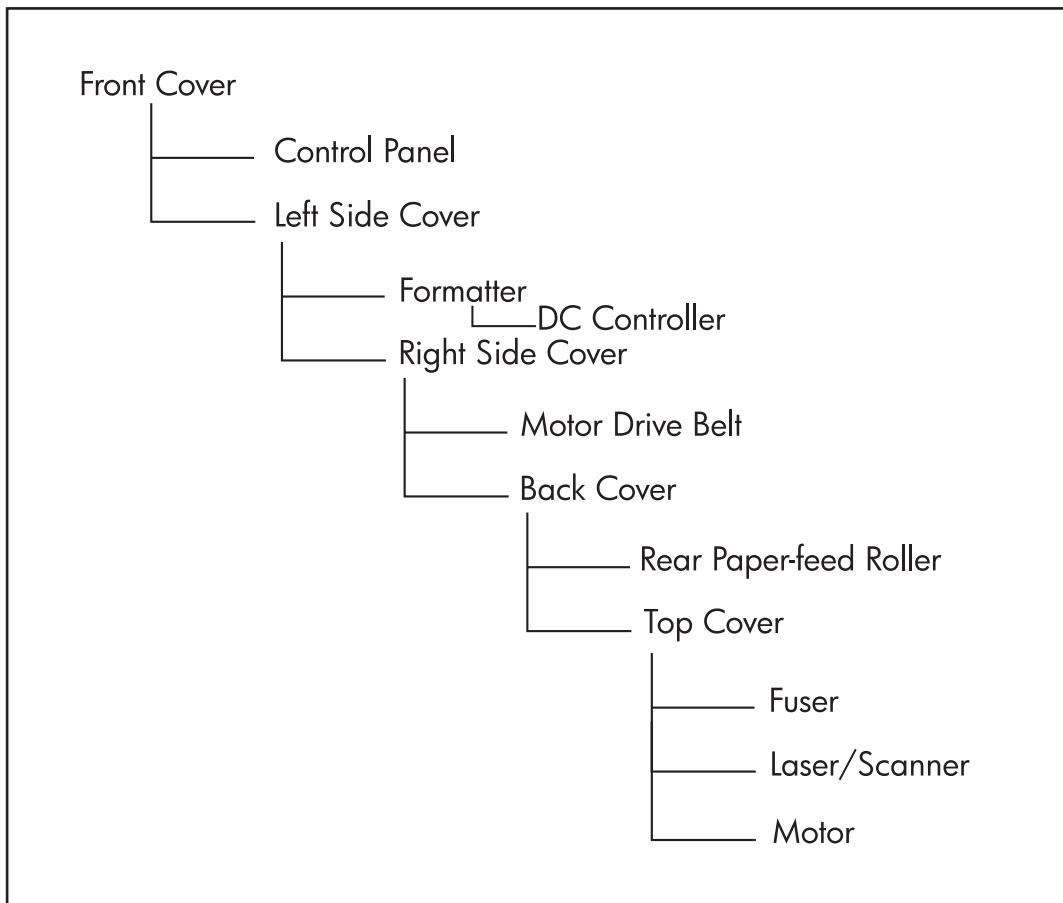 Front Cover
Control Panel
Left Side Cover
Formatter
DC Controller
Right Side Cover
Motor Drive Belt
Back Cover
Rear Paper-feed Roller
Top Cover
Fuser
Laser/Scanner
Motor